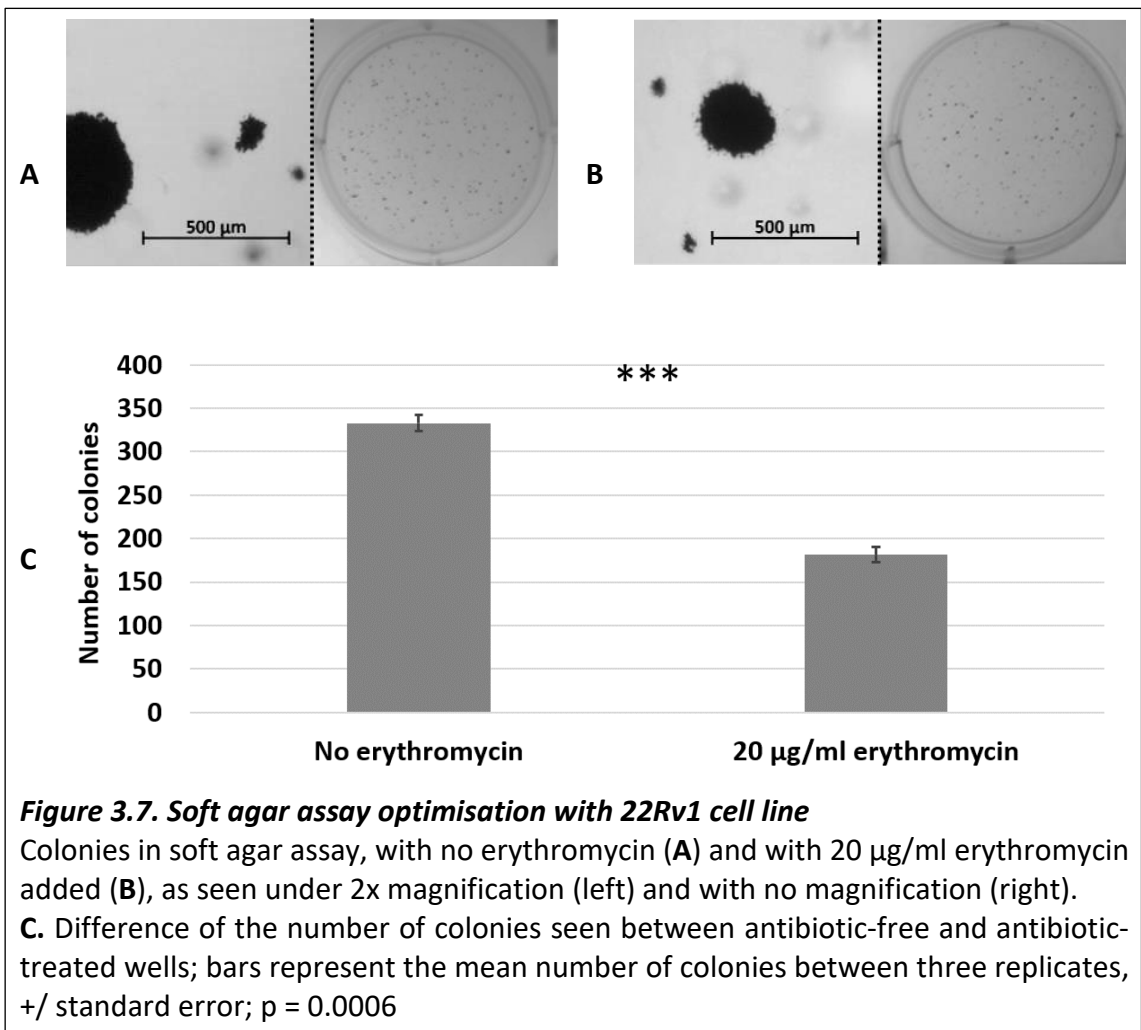 A
500 µm
B
500 µm
C
Number of colonies
400
350
300
250
200
150
100
50
0
***
No erythromycin
20 µg/ml erythromycin
Figure 3.7. Soft agar assay optimisation with 22Rv1 cell line
Colonies in soft agar assay, with no erythromycin (A) and with 20 µg/ml erythromycin
added (B), as seen under 2x magnification (left) and with no magnification (right).
C. Difference of the number of colonies seen between antibiotic-free and antibiotic-
treated wells; bars represent the mean number of colonies between three replicates,
+/ standard error; p = 0.0006